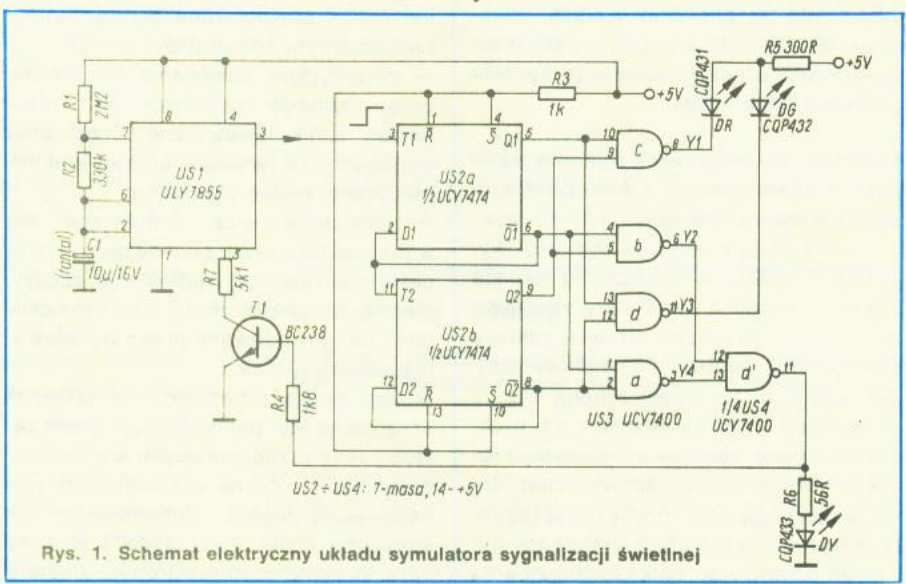 R1
2M2
R2
330k
C1
(tantal)
10µ/16V
8
4
7
6
2
1
3
5
US1
ULY7855
R7
5k1
T1
BC238
R4
1k8
R3
1k
+5V
3 T1
1 R̅
4 S̅
Q1 5
US2a
1/2 UCY7474
2 D1
Q̅1 6
11 T2
Q2 9
US2b
1/2 UCY7474
12 D2
R̅ 13
S̅ 10
Q̅2 8
10
9
c
8 Y1
4
5
b
6 Y2
13
12
d
11 Y3
1
2
a
3 Y4
US3 UCY7400
12
13
d'
11
1/4 US4
UCY7400
CQP431
DR
DG
CQP432
R5 300R
+5V
R6
56R
CQP433
DY
US2÷US4: 7-masa, 14- +5V
Rys. 1. Schemat elektryczny układu symulatora sygnalizacji świetlnej